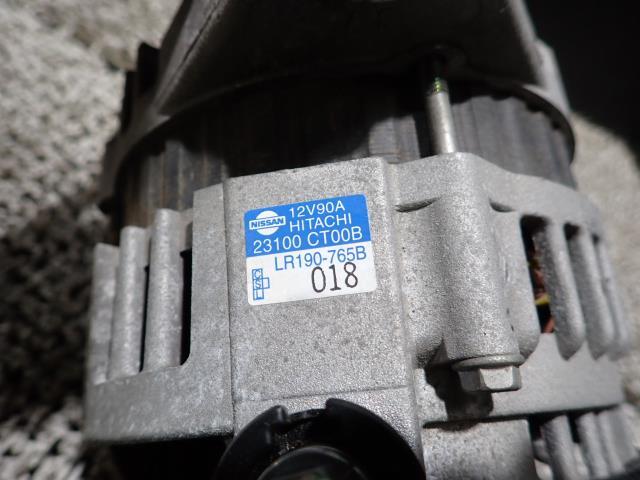 NISSAN
12V90A
HITACHI
23100 CT00B
LR190-765B
018